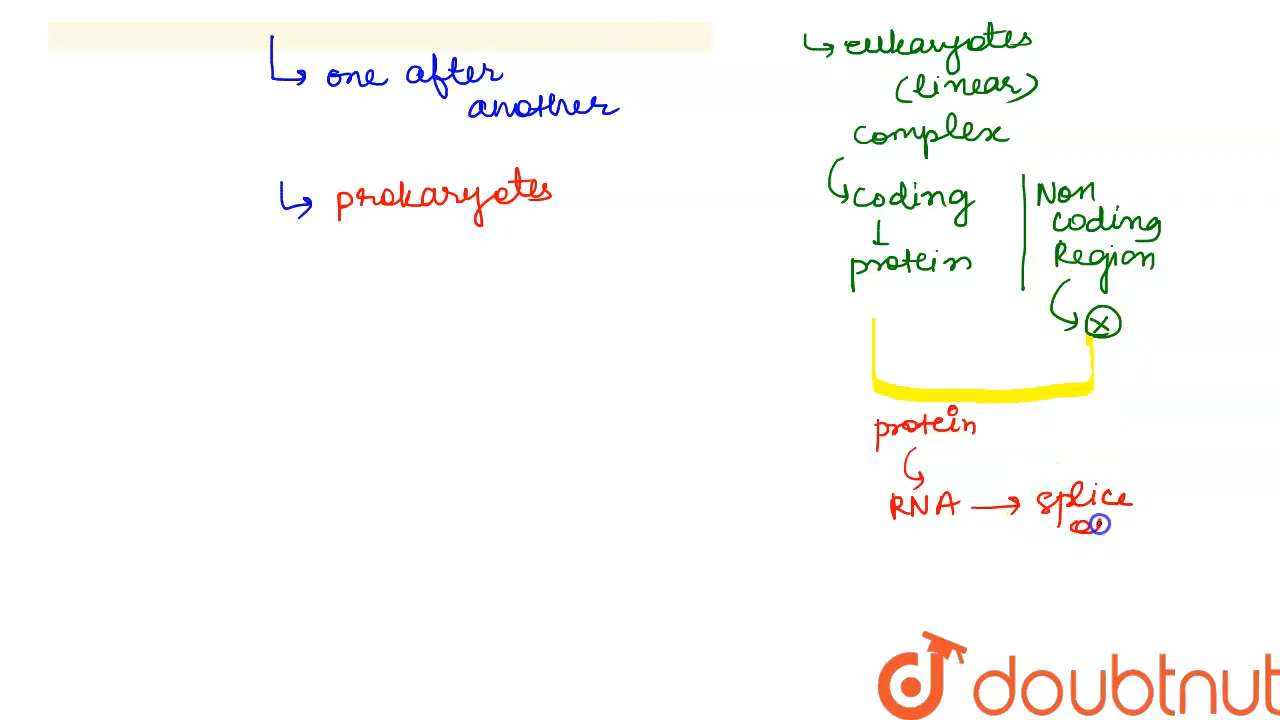 ↳ one after
another
↳ prokaryotes
↳ eukaryotes
(linear)
complex
coding
protein
Non
coding
Region
x
protein
RNA → splice
doubtnut